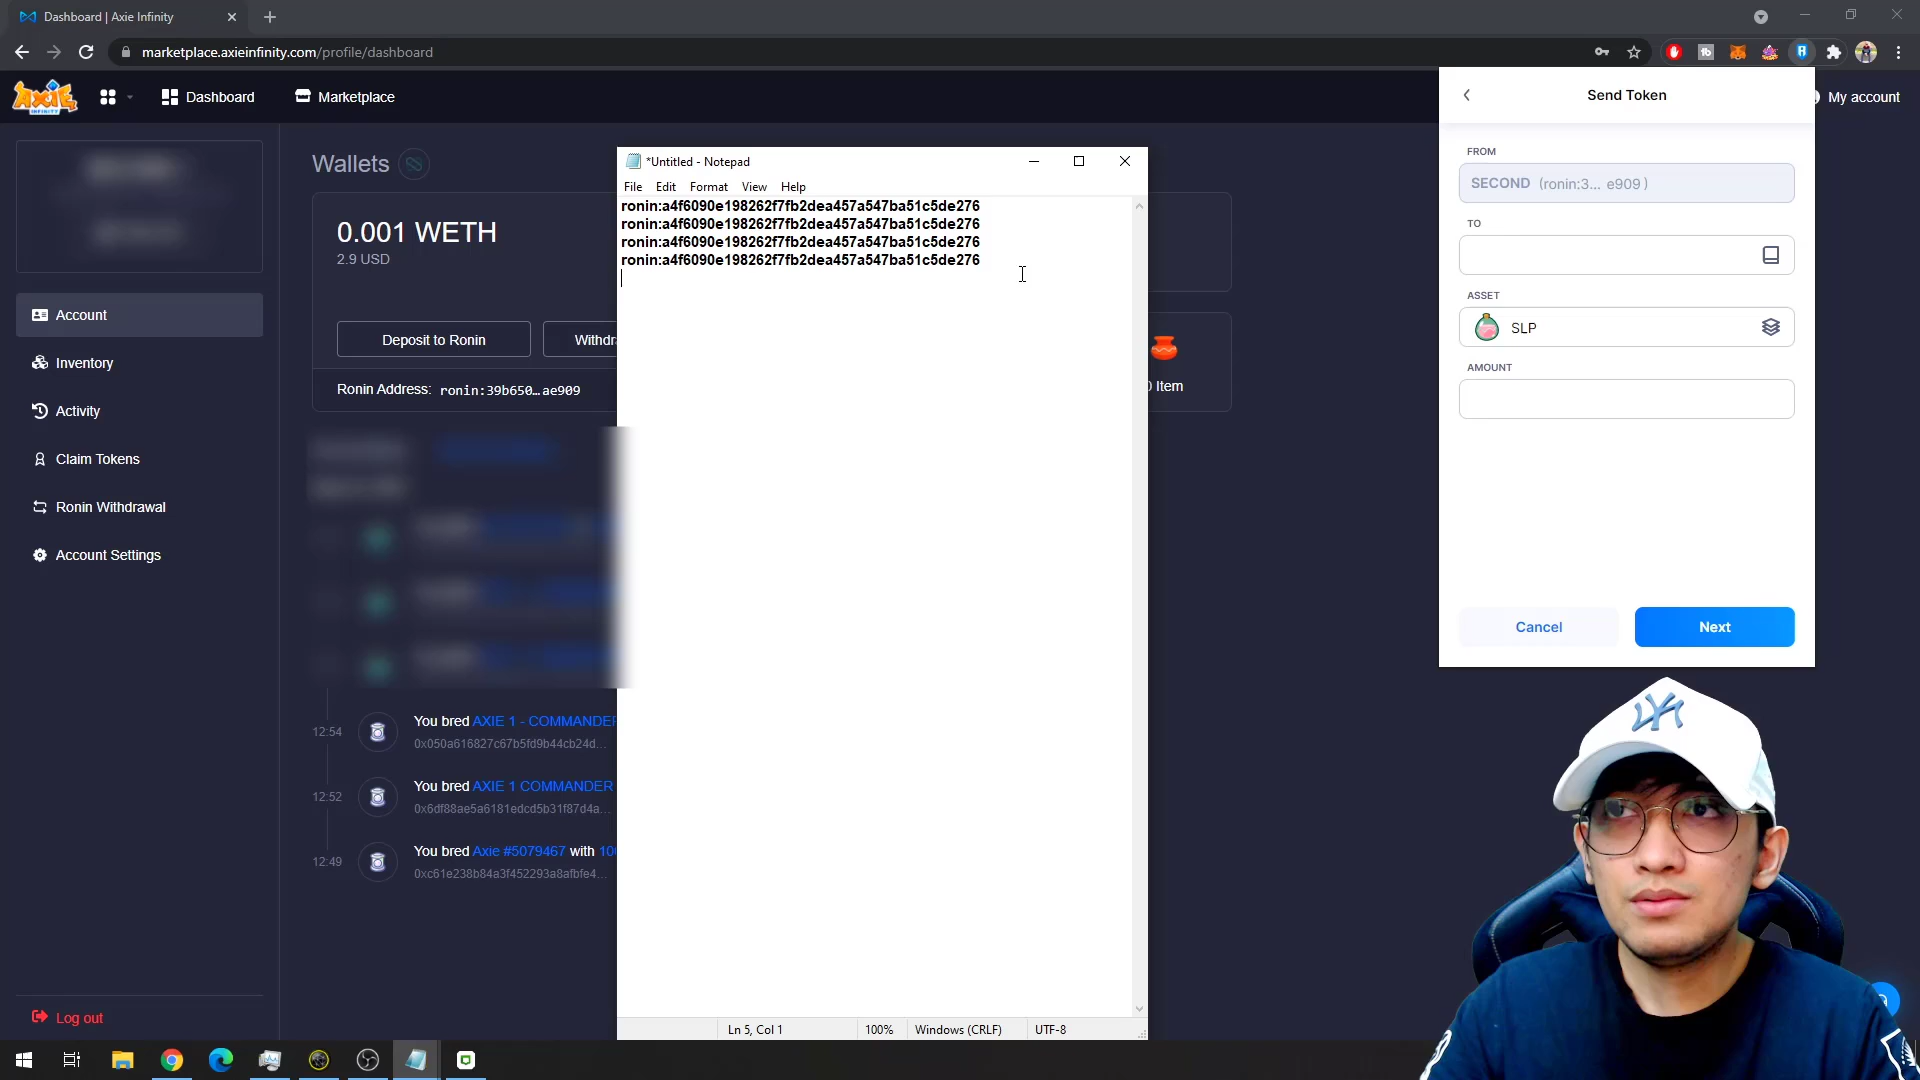 Dashboard | Axie Infinity
marketplace.axieinfinity.com/profile/dashboard
AXIE
INFINITY
Dashboard
Marketplace
My account
Account
Inventory
Activity
Claim Tokens
Ronin Withdrawal
Account Settings
Log out
Wallets
0.001 WETH
2.9 USD
Deposit to Ronin
Withdr
Ronin Address: ronin:39b650…ae909
Item
12:54
You bred AXIE 1 - COMMANDER
0x050a616827c67b5fd9b44cb24d...
12:52
You bred AXIE 1 COMMANDER
0x6df88ae5a6181edcd5b31f87d4a...
12:49
You bred Axie #5079467 with 10
0xc61e238b84a3f452293a8afbfe4...
*Untitled - Notepad
File Edit Format View Help
ronin:a4f6090e198262f7fb2dea457a547ba51c5de276
ronin:a4f6090e198262f7fb2dea457a547ba51c5de276
ronin:a4f6090e198262f7fb2dea457a547ba51c5de276
ronin:a4f6090e198262f7fb2dea457a547ba51c5de276
Ln 5, Col 1 100% Windows (CRLF) UTF-8
Send Token
FROM
SECOND (ronin:3... e909 )
TO
ASSET
SLP
AMOUNT
Cancel
Next